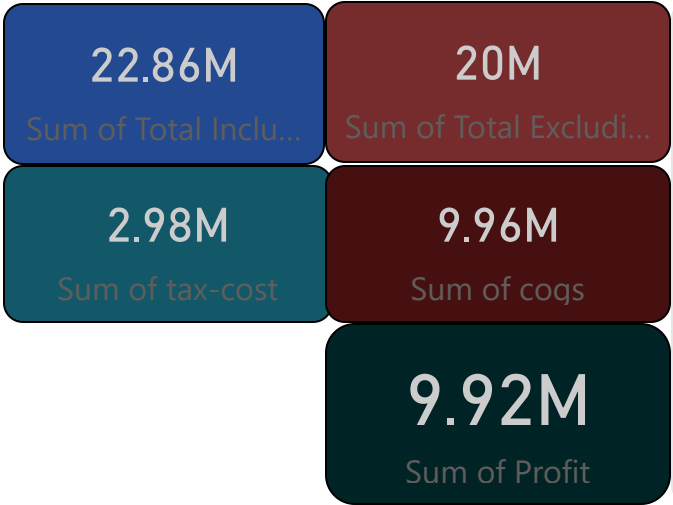 22.86M
Sum of Total Inclu...
20M
Sum of Total Excludi...
2.98M
Sum of tax-cost
9.96M
Sum of cogs
9.92M
Sum of Profit